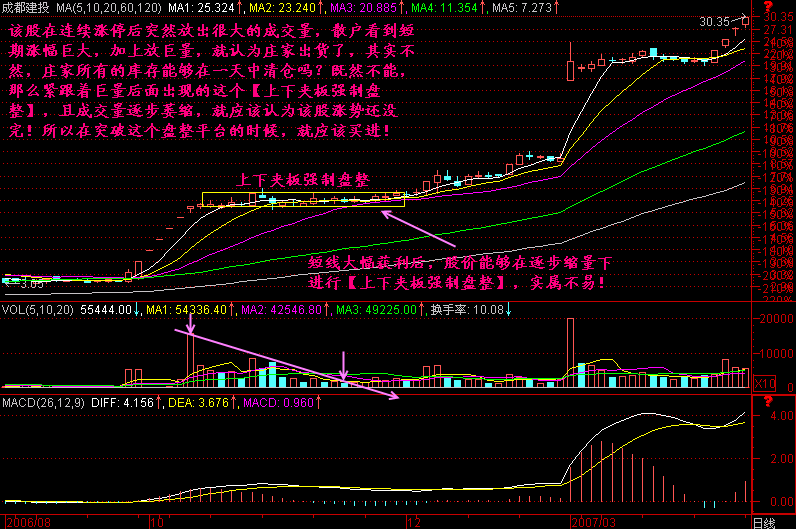 成都建投 MA(5,10,20,60,120) MA1: 25.324↑, MA2: 23.240↑, MA3: 20.885↑, MA4: 11.354↑, MA5: 7.273↑
该股在连续涨停后突然放出很大的成交量，散户看到短
期涨幅巨大，加上放巨量，就认为庄家出货了，其实不
然，庄家所有的库存能够在一天中清仓吗？既然不能，
那么紧跟着巨量后面出现的这个【上下夹板强制盘
整】，且成交量逐步萎缩，就应该认为该股涨势还没
完！所以在突破这个盘整平台的时候，就应该买进！
30.35
30.35
上下夹板强制盘整
短线大幅获利后，股价能够在逐步缩量下
进行【上下夹板强制盘整】，实属不易！
3.05
VOL(5,10,20) 55444.00↓, MA1: 54336.40↑, MA2: 42546.80↑, MA3: 49225.00↑, 换手率: 10.08↓
20000
10000
X10
0
MACD(26,12,9) DIFF: 4.156↑, DEA: 3.676↑, MACD: 0.960↑
?
4.00
2.00
0.00
2006/08 10 12 2007/03 日线